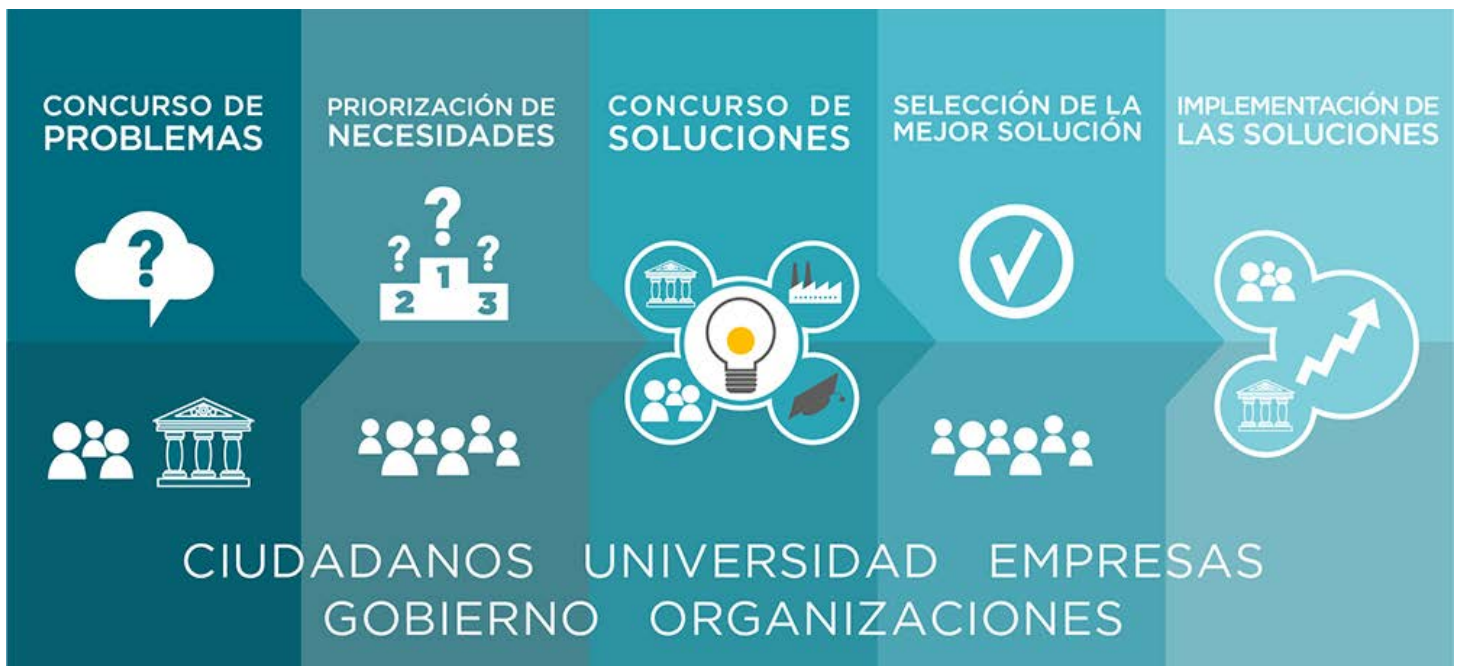 CONCURSO DE
PROBLEMAS
PRIORIZACIÓN DE
NECESIDADES
CONCURSO DE
SOLUCIONES
SELECCIÓN DE LA
MEJOR SOLUCIÓN
IMPLEMENTACIÓN DE
LAS SOLUCIONES
?
?
?
?
1
2
3
CIUDADANOS UNIVERSIDAD EMPRESAS
GOBIERNO ORGANIZACIONES